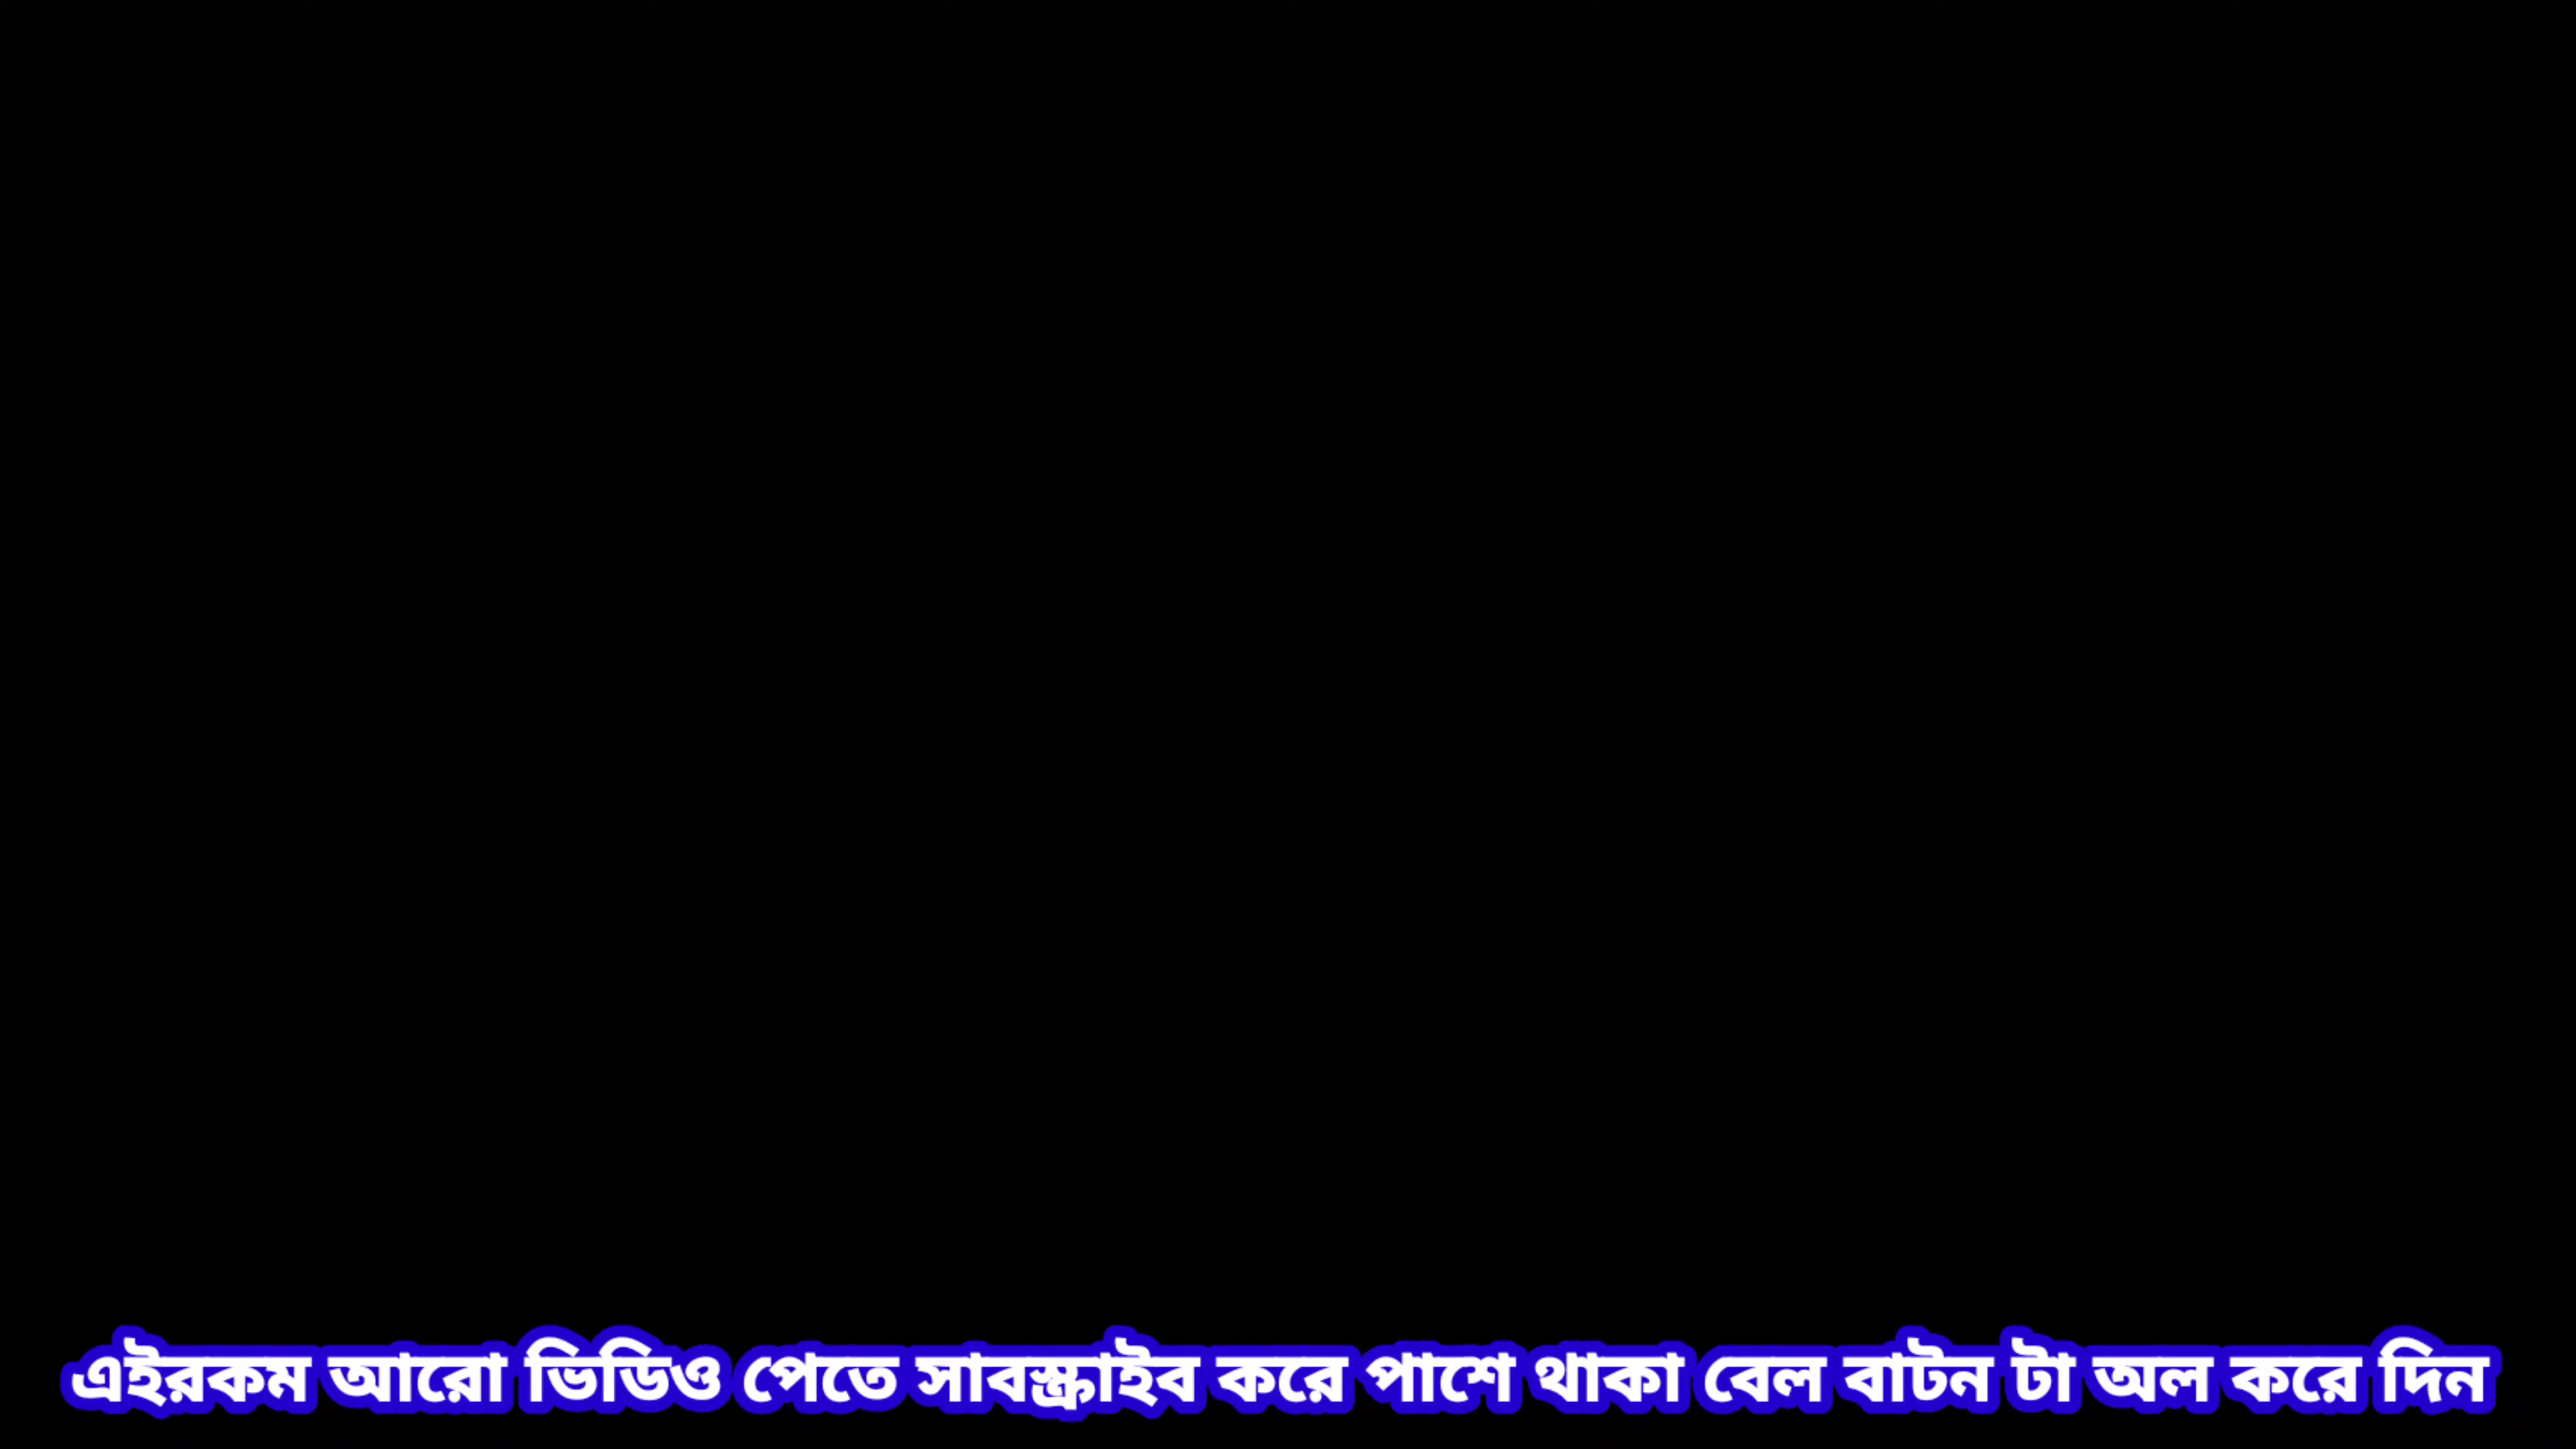 এইরকম আরো ভিডিও পেতে সাবস্ক্রাইব করে পাশে থাকা বেল বাটন টা অল করে দিন